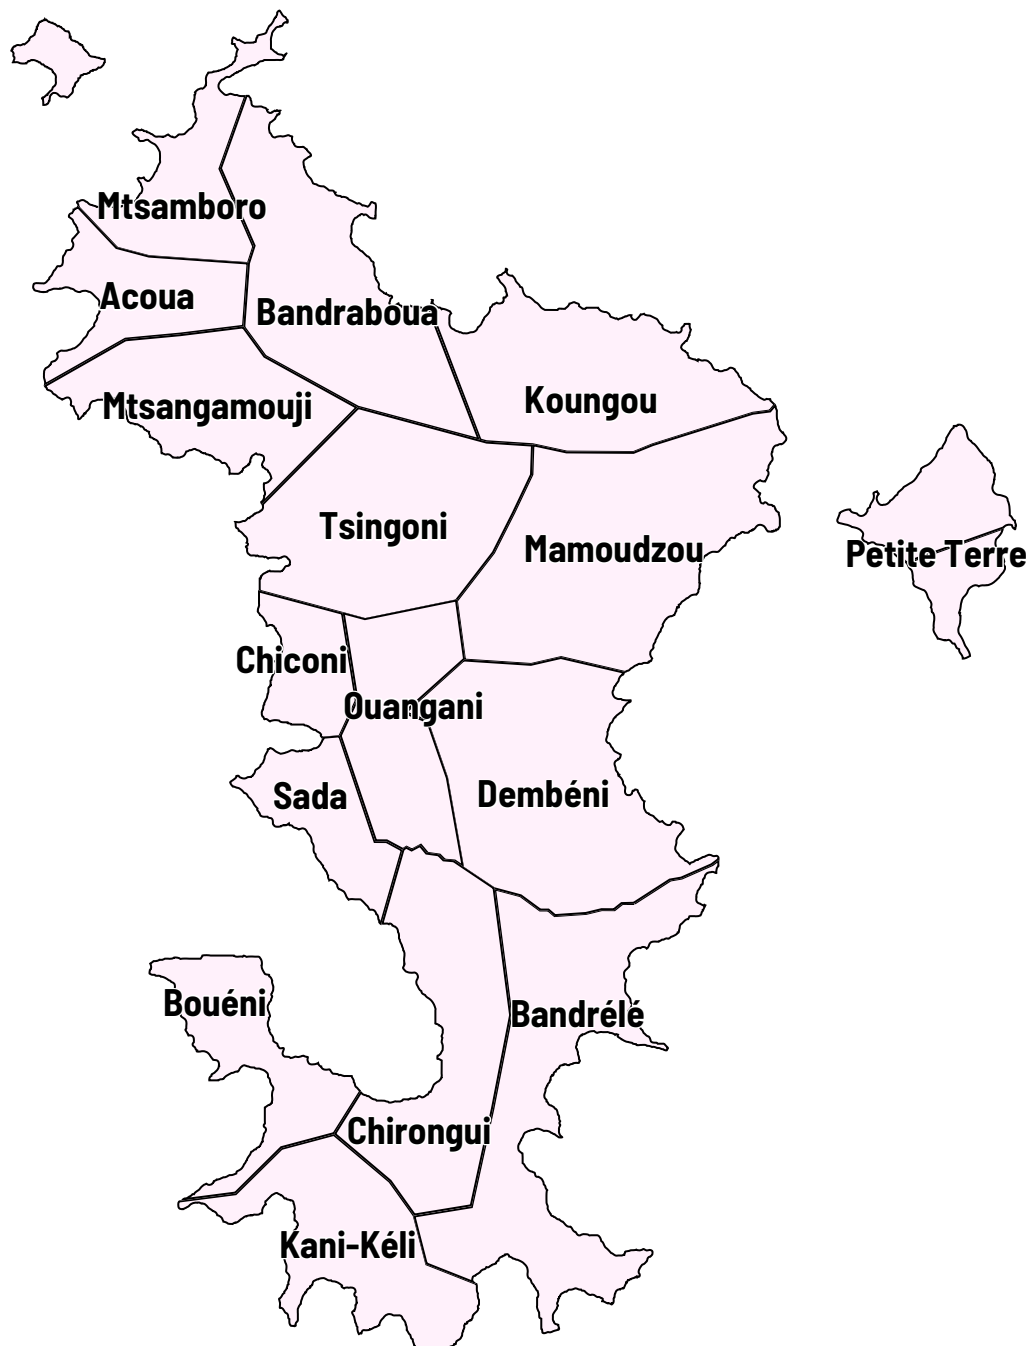 Mtsamboro
Acoua
Bandraboua
Mtsangamouji
Koungou
Tsingoni
Mamoudzou
Petite Terre
Chiconi
Ouangani
Sada
Dembéni
Bouéni
Bandrélé
Chirongui
Kani-Kéli